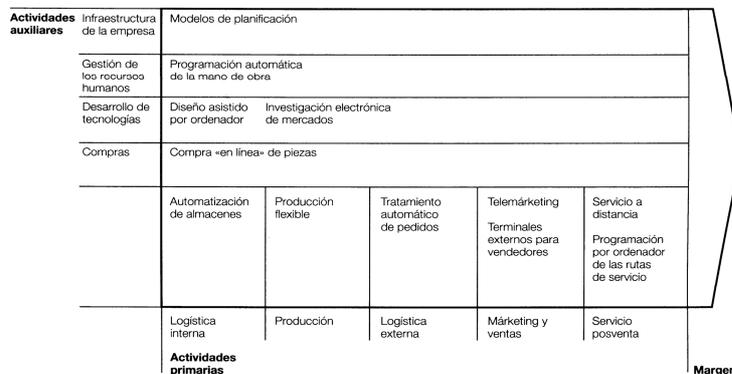 Actividades
auxiliares
Infraestructura
de la empresa
Modelos de planificación
Gestión de
los recursos
humanos
Programación automática
de la mano de obra
Desarrollo de
tecnologías
Diseño asistido
por ordenador
Investigación electrónica
de mercados
Compras
Compra «en línea» de piezas
Automatización
de almacenes
Producción
flexible
Tratamiento
automático
de pedidos
Telemárketing
Terminales
externos para
vendedores
Servicio a
distancia
Programación
por ordenador
de las rutas
de servicio
Logística
interna
Producción
Logística
externa
Márketing y
ventas
Servicio
posventa
Actividades
primarias
Margen